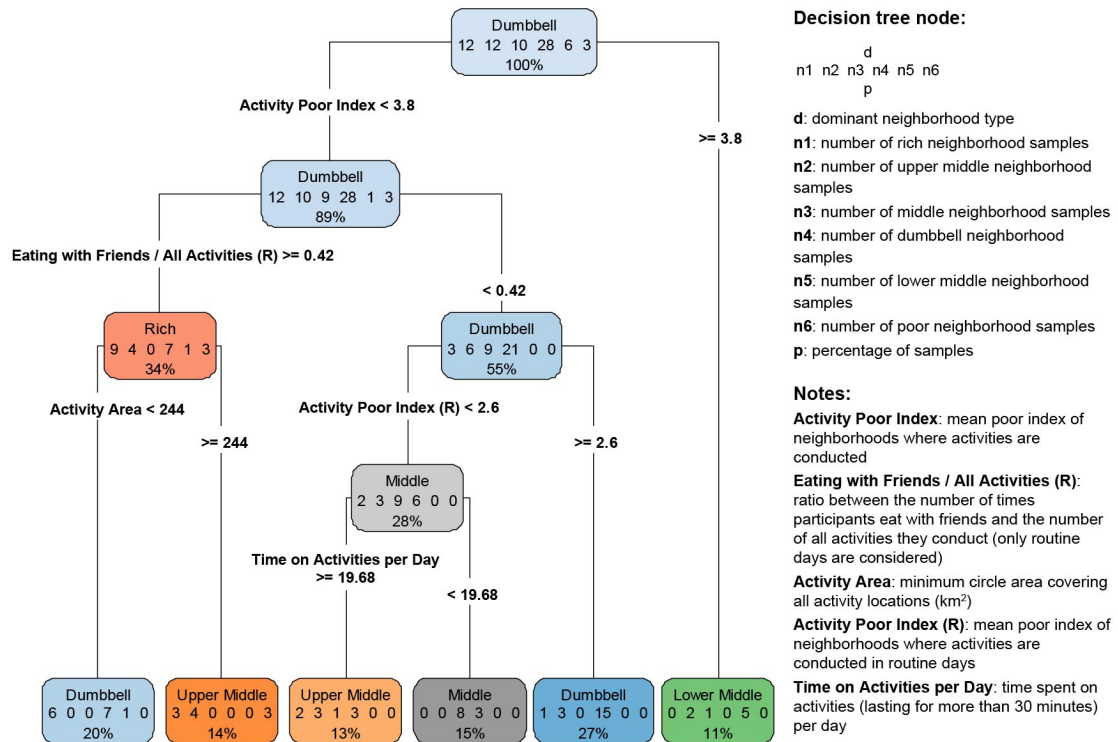 Dumbbell
12 12 10 28 6 3
100%
Activity Poor Index < 3.8
>= 3.8
Dumbbell
12 10 9 28 1 3
89%
Eating with Friends / All Activities (R) >= 0.42
< 0.42
Rich
9 4 0 7 1 3
34%
Dumbbell
3 6 9 21 0 0
55%
Activity Area < 244
>= 244
Activity Poor Index (R) < 2.6
>= 2.6
Middle
2 3 9 6 0 0
28%
Time on Activities per Day
>= 19.68
< 19.68
Dumbbell
6 0 0 7 1 0
20%
Upper Middle
3 4 0 0 0 3
14%
Upper Middle
2 3 1 3 0 0
13%
Middle
0 0 8 3 0 0
15%
Dumbbell
1 3 0 15 0 0
27%
Lower Middle
0 2 1 0 5 0
11%
Decision tree node:
d
n1 n2 n3 n4 n5 n6
p
d: dominant neighborhood type
n1: number of rich neighborhood samples
n2: number of upper middle neighborhood
samples
n3: number of middle neighborhood samples
n4: number of dumbbell neighborhood
samples
n5: number of lower middle neighborhood
samples
n6: number of poor neighborhood samples
p: percentage of samples
Notes:
Activity Poor Index: mean poor index of
neighborhoods where activities are
conducted
Eating with Friends / All Activities (R):
ratio between the number of times
participants eat with friends and the number
of all activities they conduct (only routine
days are considered)
Activity Area: minimum circle area covering
all activity locations (km²)
Activity Poor Index (R): mean poor index of
neighborhoods where activities are
conducted in routine days
Time on Activities per Day: time spent on
activities (lasting for more than 30 minutes)
per day